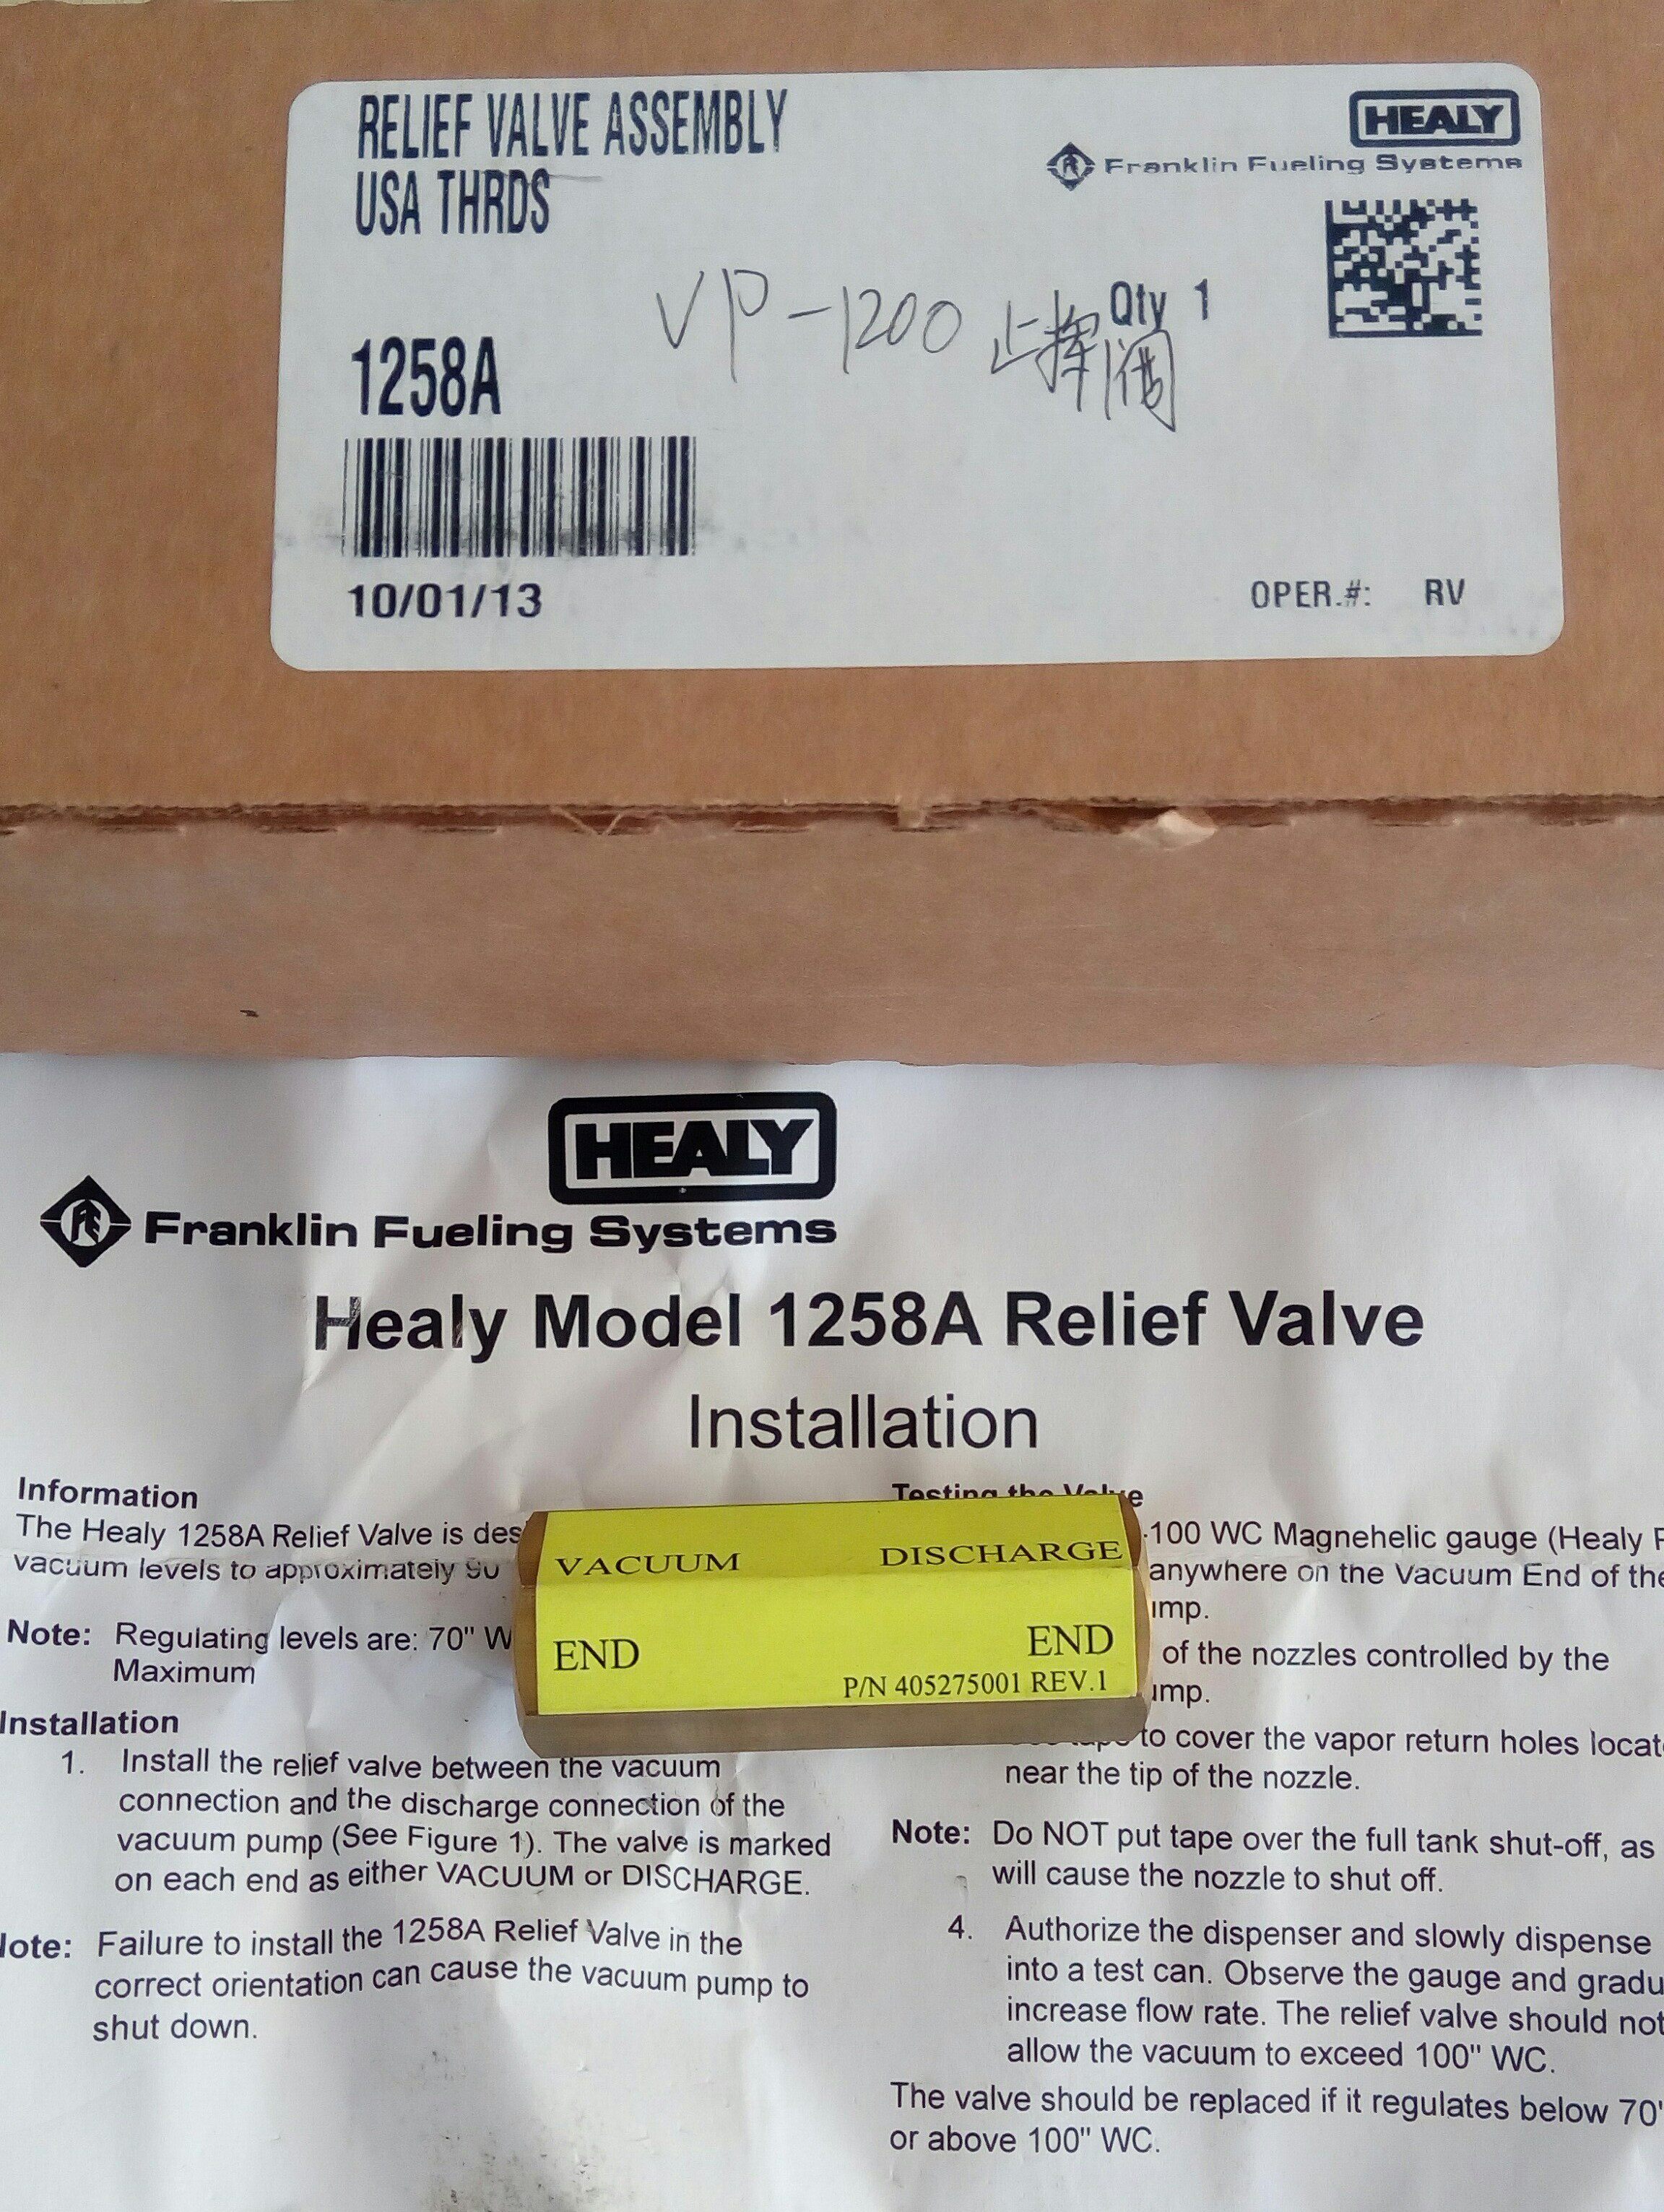 RELIEF VALVE ASSEMBLY
USA THRDS
HEALY
Franklin Fueling Systems
VP-1200 止挥阀
Qty 1
1258A
10/01/13
OPER.#: RV
HEALY
Franklin Fueling Systems
Healy Model 1258A Relief Valve
Installation
Information
The Healy 1258A Relief Valve is des
vacuum levels to approximately 90
Note: Regulating levels are: 70" W
Maximum
Installation
1. Install the relief valve between the vacuum
connection and the discharge connection of the
vacuum pump (See Figure 1). The valve is marked
on each end as either VACUUM or DISCHARGE.
Note: Failure to install the 1258A Relief Valve in the
correct orientation can cause the vacuum pump to
shut down.
VACUUM DISCHARGE
END END
P/N 405275001 REV.1
Testing the Valve
-100 WC Magnehelic gauge (Healy P
anywhere on the Vacuum End of the
ump.
of the nozzles controlled by the
ump.
tape to cover the vapor return holes locat
near the tip of the nozzle.
Note: Do NOT put tape over the full tank shut-off, as
will cause the nozzle to shut off.
4. Authorize the dispenser and slowly dispense
into a test can. Observe the gauge and gradu
increase flow rate. The relief valve should not
allow the vacuum to exceed 100" WC.
The valve should be replaced if it regulates below 70"
or above 100" WC.